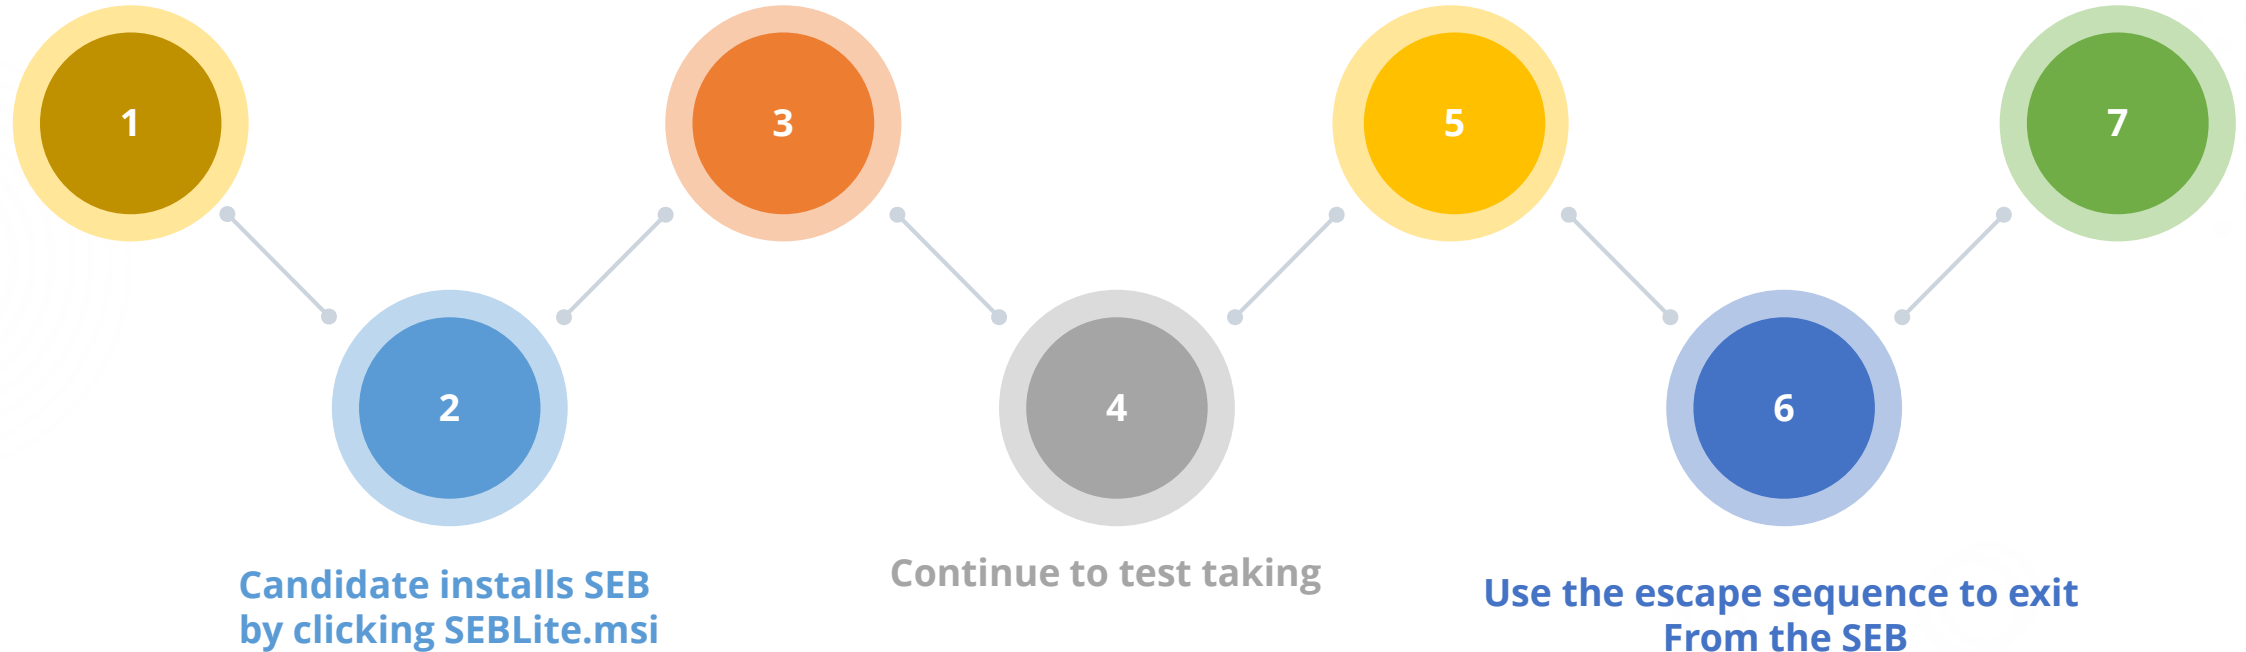 1
3
5
7
2
4
6
Candidate installs SEB
by clicking SEBLite.msi
Continue to test taking
Use the escape sequence to exit
From the SEB